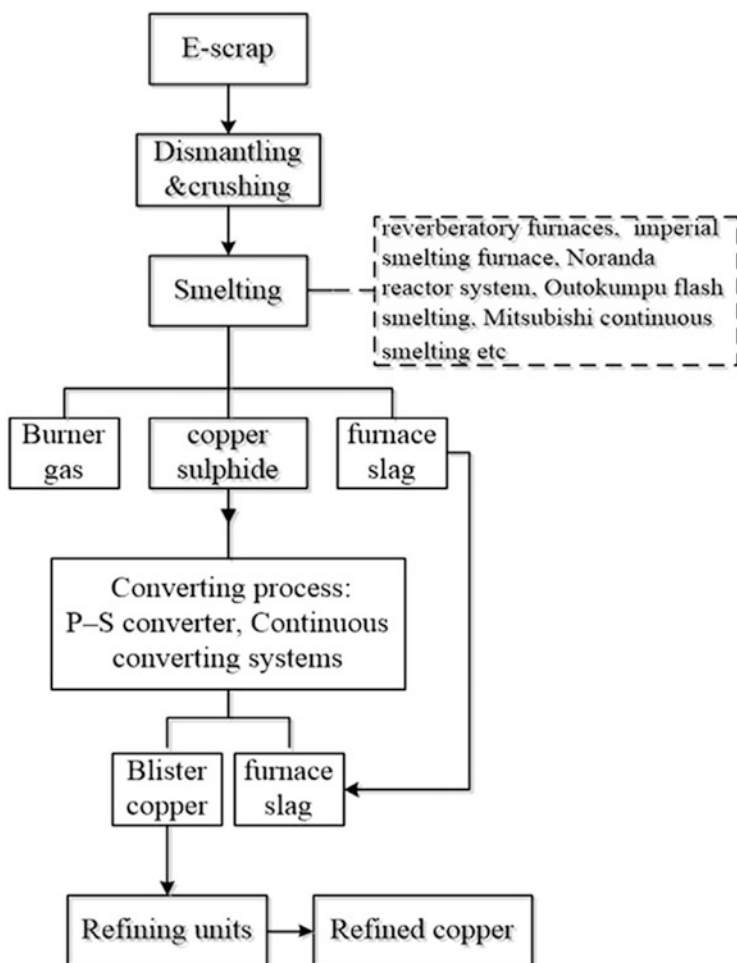 E-scrap
Dismantling
&crushing
Smelting
reverberatory furnaces, imperial
smelting furnace, Noranda
reactor system, Outokumpu flash
smelting, Mitsubishi continuous
smelting etc
Burner
gas
copper
sulphide
furnace
slag
Converting process:
P–S converter, Continuous
converting systems
Blister
copper
furnace
slag
Refining units
Refined copper